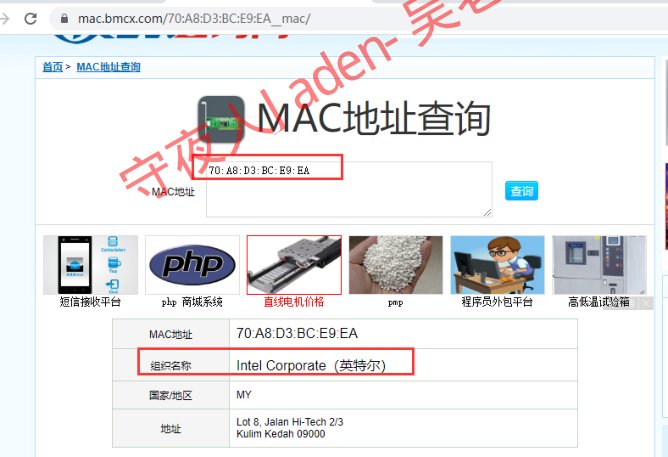 mac.bmcx.com/70:A8:D3:BC:E9:EA__mac/
首页 > MAC地址查询
MAC地址查询
守夜人Laden- 吴老
MAC地址
70:A8:D3:BC:E9:EA
查询
短信接收平台
php 商城系统
直线电机价格
pmp
程序员外包平台
高低温试验箱
MAC地址 70:A8:D3:BC:E9:EA
组织名称 Intel Corporate（英特尔）
国家/地区 MY
地址 Lot 8, Jalan Hi-Tech 2/3
Kulim Kedah 09000